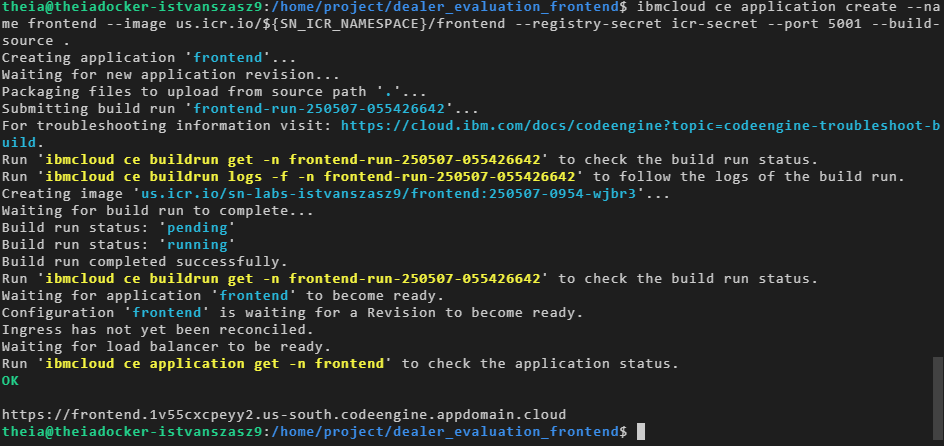 theia@theiadocker-istvanszasz9:/home/project/dealer_evaluation_frontend$ ibmcloud ce application create --na
me frontend --image us.icr.io/${SN_ICR_NAMESPACE}/frontend --registry-secret icr-secret --port 5001 --build-
source .
Creating application 'frontend'...
Waiting for new application revision...
Packaging files to upload from source path '.'...
Submitting build run 'frontend-run-250507-055426642'...
For troubleshooting information visit: https://cloud.ibm.com/docs/codeengine?topic=codeengine-troubleshoot-b
uild.
Run 'ibmcloud ce buildrun get -n frontend-run-250507-055426642' to check the build run status.
Run 'ibmcloud ce buildrun logs -f -n frontend-run-250507-055426642' to follow the logs of the build run.
Creating image 'us.icr.io/sn-labs-istvanszasz9/frontend:250507-0954-wjbr3'...
Waiting for build run to complete...
Build run status: 'pending'
Build run status: 'running'
Build run completed successfully.
Run 'ibmcloud ce buildrun get -n frontend-run-250507-055426642' to check the build run status.
Waiting for application 'frontend' to become ready.
Configuration 'frontend' is waiting for a Revision to become ready.
Ingress has not yet been reconciled.
Waiting for load balancer to be ready.
Run 'ibmcloud ce application get -n frontend' to check the application status.
OK
https://frontend.1v55cxcpeyy2.us-south.codeengine.appdomain.cloud
theia@theiadocker-istvanszasz9:/home/project/dealer_evaluation_frontend$